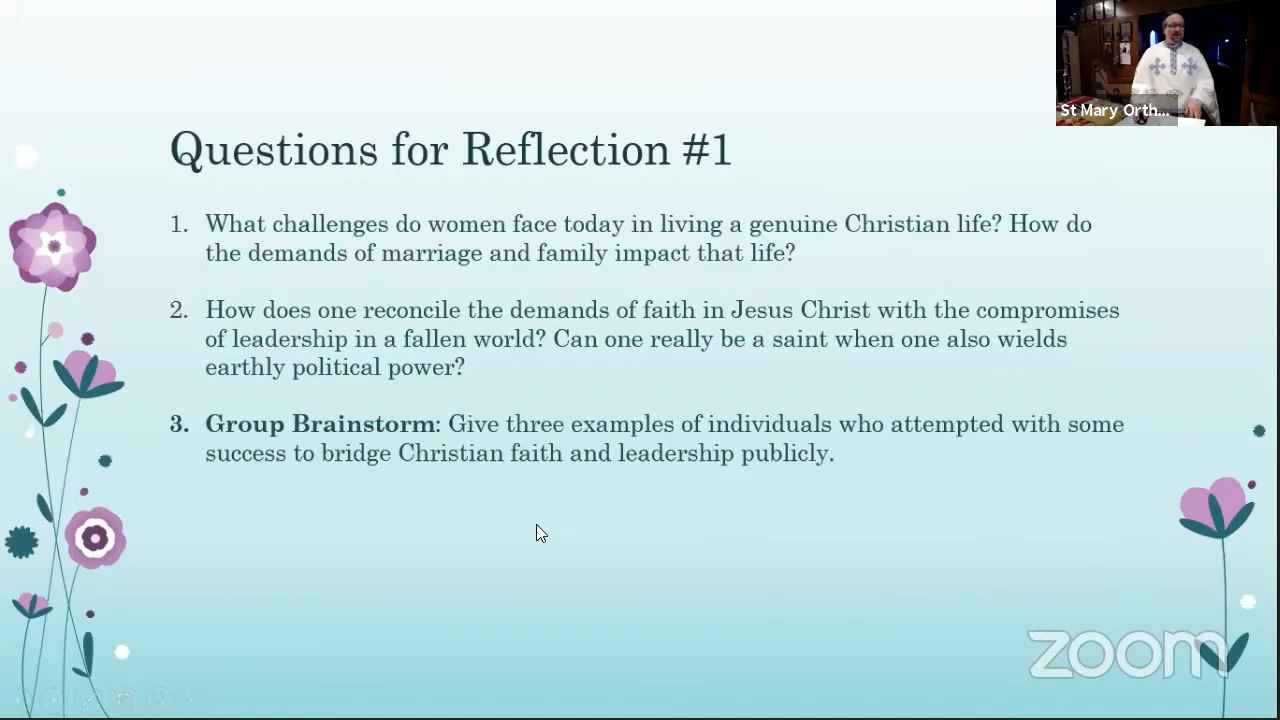 St Mary Orth...
Questions for Reflection #1
1. What challenges do women face today in living a genuine Christian life? How do
the demands of marriage and family impact that life?
2. How does one reconcile the demands of faith in Jesus Christ with the compromises
of leadership in a fallen world? Can one really be a saint when one also wields
earthly political power?
3. Group Brainstorm: Give three examples of individuals who attempted with some
success to bridge Christian faith and leadership publicly.
zoom